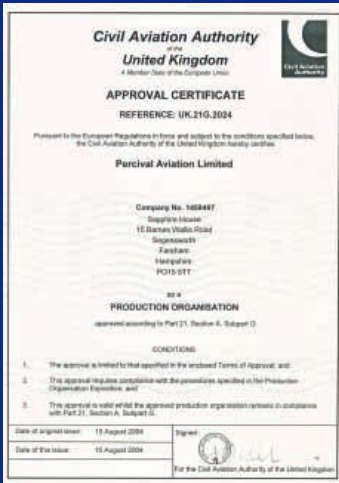 Civil Aviation Authority
of the
United Kingdom
A Member State of the European Union
Civil Aviation
Authority
APPROVAL CERTIFICATE
REFERENCE: UK.21G.2024
Pursuant to the European Regulations in force and subject to the conditions specified below,
the Civil Aviation Authority of the United Kingdom hereby certifies
Percival Aviation Limited
Company No.
Sapphire House
15 Barnes Wallis Road
Segensworth
Fareham
Hampshire
PO15 5TT
as a
PRODUCTION ORGANISATION
approved according to Part 21, Section A, Subpart G
CONDITIONS:
1. The approval is limited to that specified in the enclosed Terms of Approval; and
2. This approval requires compliance with the procedures specified in the Production
Organisation Exposition; and
3. This approval is valid whilst the approved production organisation remains in compliance
with Part 21, Section A, Subpart G.
Date of original issue: August 2004
Date of this issue: August 2004
Signed:
For the Civil Aviation Authority of the United Kingdom